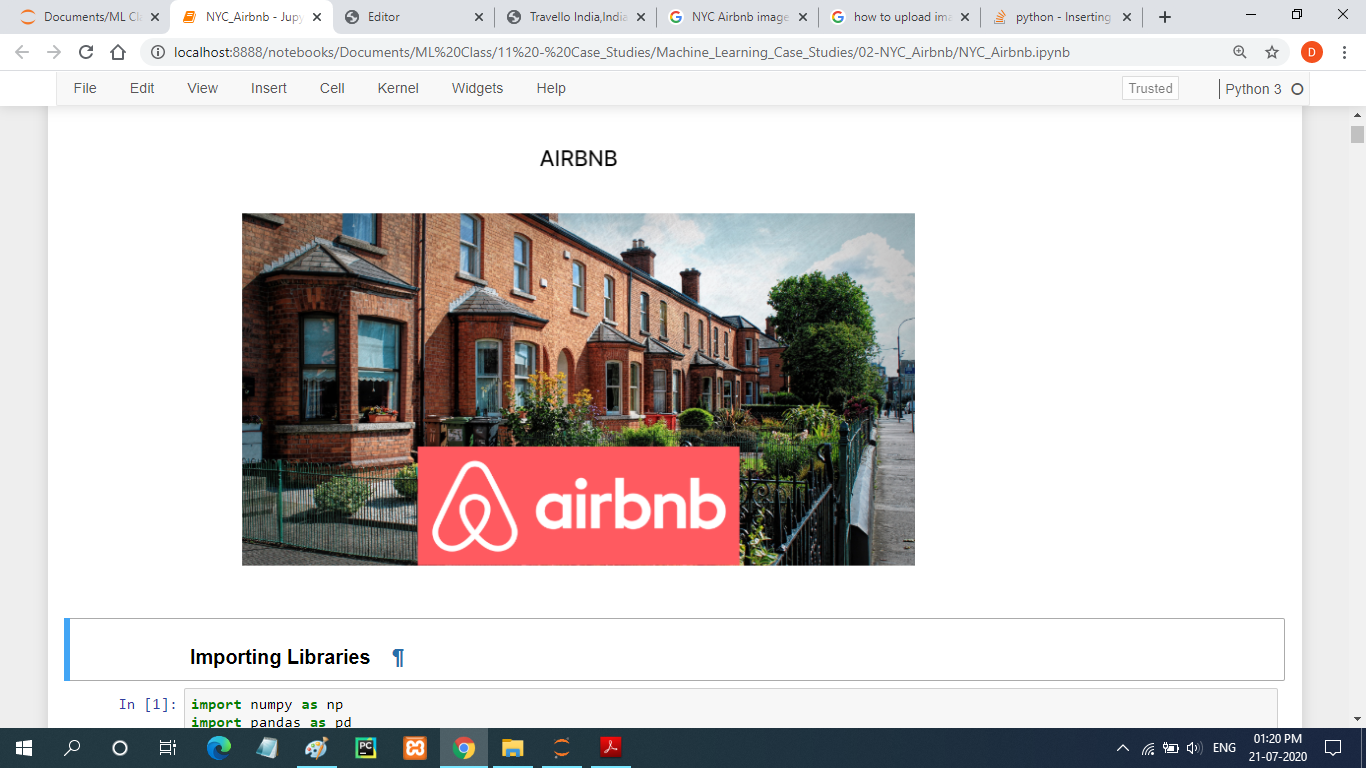 Documents/ML Cl
NYC_Airbnb - Jup
Editor
Travello India,India
NYC Airbnb image
how to upload ima
python - Inserting
localhost:8888/notebooks/Documents/ML%20Class/11%20-%20Case_Studies/Machine_Learning_Case_Studies/02-NYC_Airbnb/NYC_Airbnb.ipynb
D
File Edit View Insert Cell Kernel Widgets Help
Trusted
Python 3
AIRBNB
airbnb
Importing Libraries ¶
In [1]: import numpy as np
import pandas as pd
PC
ENG
01:20 PM
21-07-2020